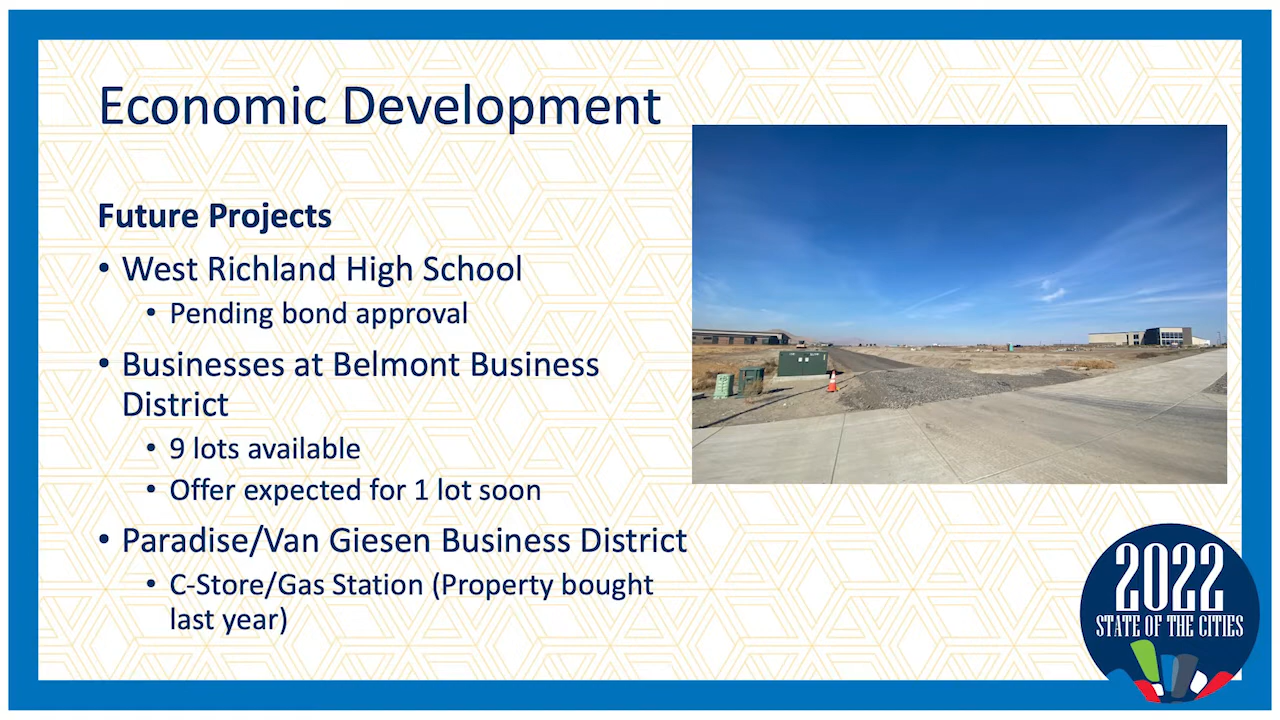 Economic Development
Future Projects
• West Richland High School
• Pending bond approval
• Businesses at Belmont Business
District
• 9 lots available
• Offer expected for 1 lot soon
• Paradise/Van Giesen Business District
• C-Store/Gas Station (Property bought
last year)
2022
STATE OF THE CITIES